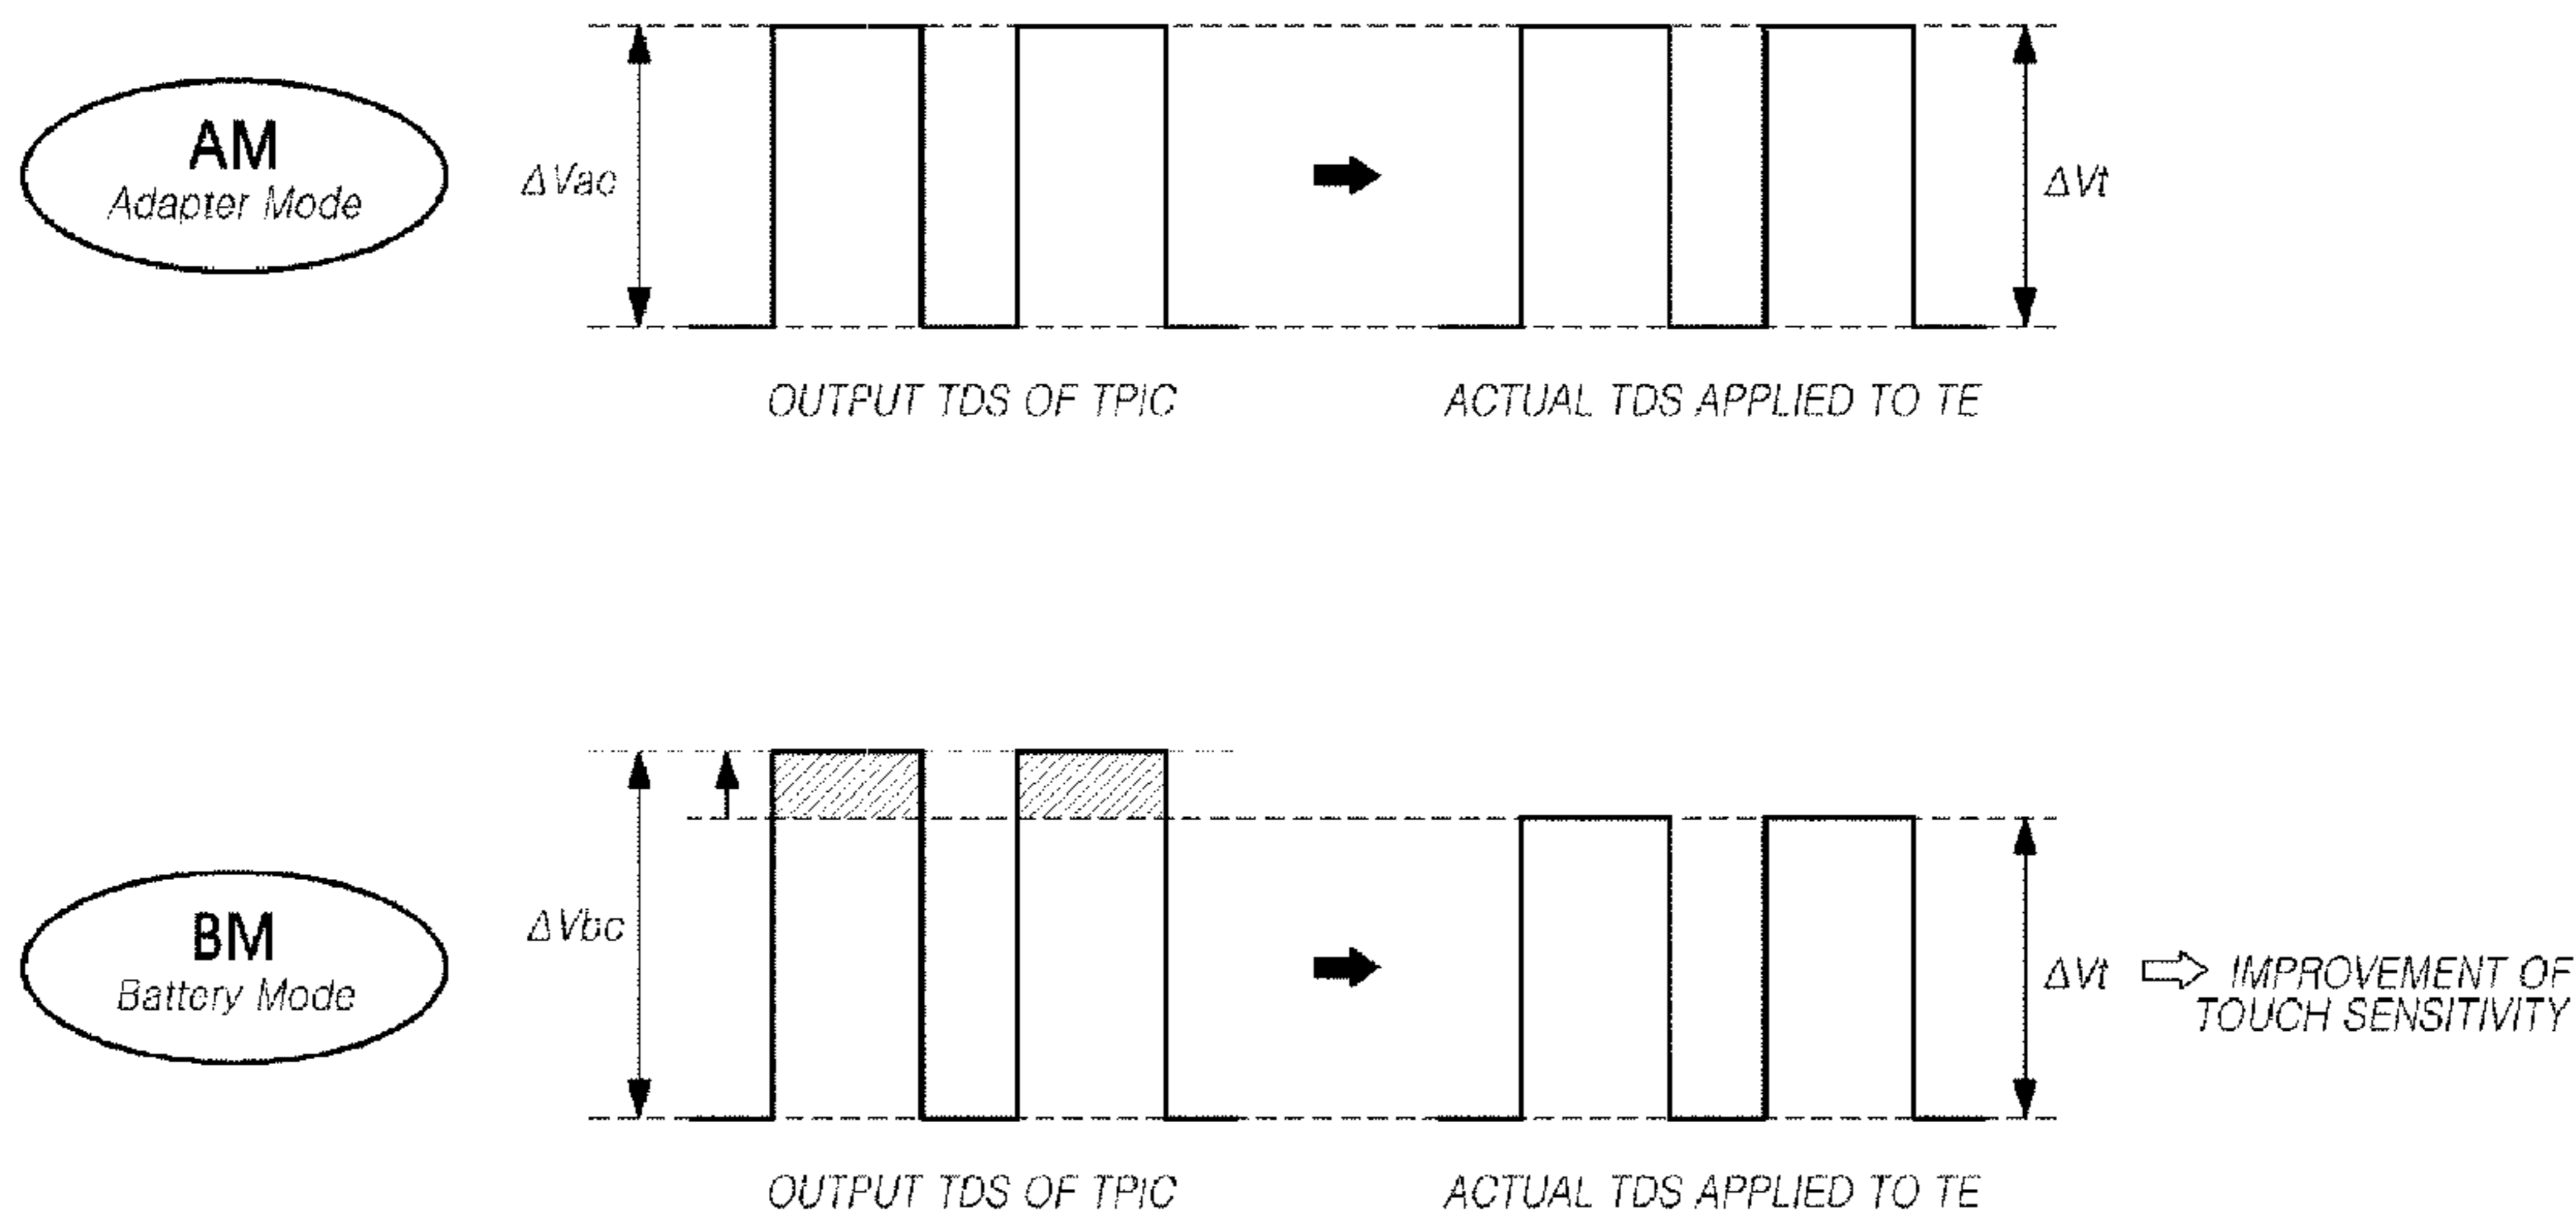 AM
Adapter Mode
ΔVac
ΔVt
OUTPUT TDS OF TPIC
ACTUAL TDS APPLIED TO TE
BM
Battery Mode
ΔVbc
ΔVt
IMPROVEMENT OF
TOUCH SENSITIVITY
OUTPUT TDS OF TPIC
ACTUAL TDS APPLIED TO TE